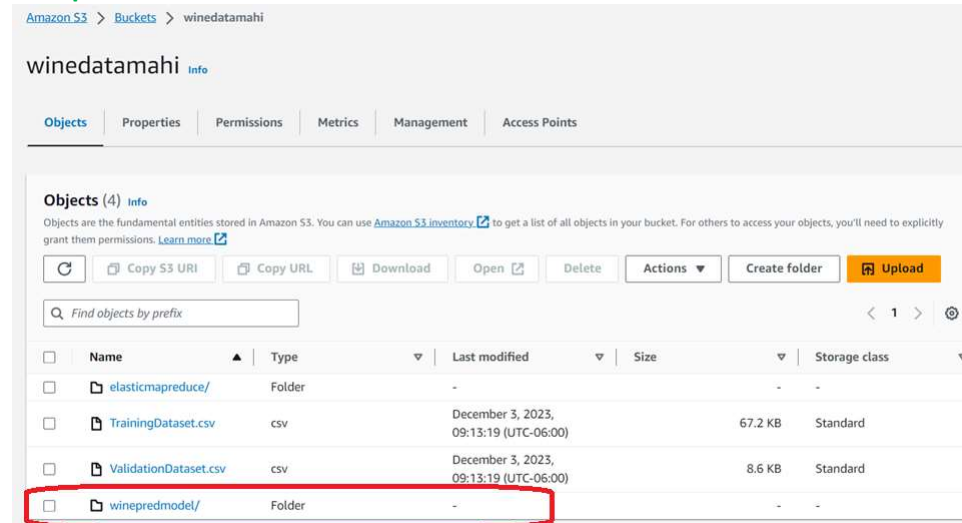 Amazon S3 > Buckets > winedatamahi
winedatamahi Info
Objects Properties Permissions Metrics Management Access Points
Objects (4) Info
Objects are the fundamental entities stored in Amazon S3. You can use Amazon S3 inventory to get a list of all objects in your bucket. For others to access your objects, you'll need to explicitly
grant them permissions. Learn more
Copy S3 URI Copy URL Download Open Delete Actions Create folder Upload
Find objects by prefix < 1 >
Name Type Last modified Size Storage class
elasticmapreduce/ Folder - - -
TrainingDataset.csv csv December 3, 2023, 09:13:19 (UTC-06:00) 67.2 KB Standard
ValidationDataset.csv csv December 3, 2023, 09:13:19 (UTC-06:00) 8.6 KB Standard
winepredmodel/ Folder - - -